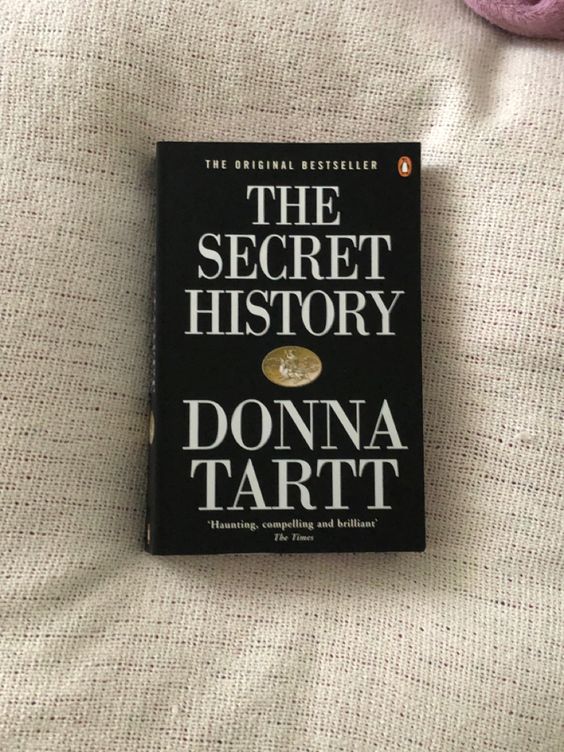 THE ORIGINAL BESTSELLER
THE
SECRET
HISTORY
DONNA
TARTT
'Haunting, compelling and brilliant'
The Times